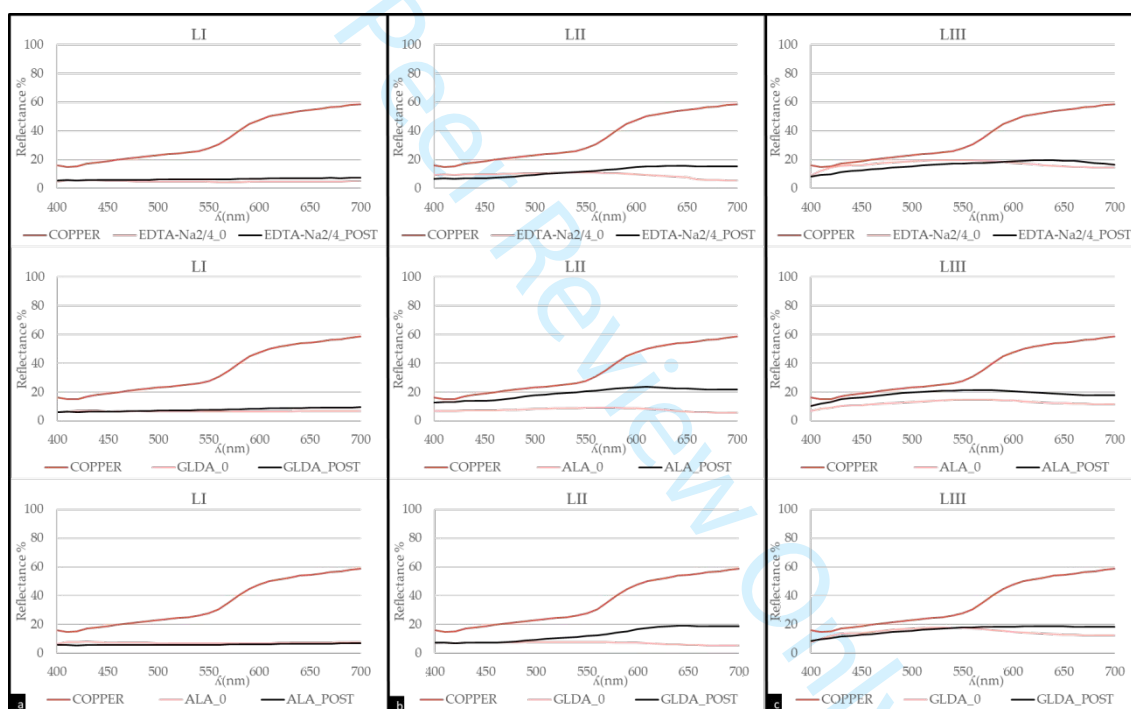 LI
Reflectance %
100
80
60
40
20
0
400 450 500 550 600 650 700
λ(nm)
COPPER EDTA-Na2/4_0 EDTA-Na2/4_POST
LI
Reflectance %
100
80
60
40
20
0
400 450 500 550 600 650 700
λ(nm)
COPPER GLDA_0 GLDA_POST
LI
Reflectance %
100
80
60
40
20
0
400 450 500 550 600 650 700
λ(nm)
COPPER ALA_0 ALA_POST
a
LII
Reflectance %
100
80
60
40
20
0
400 450 500 550 600 650 700
λ(nm)
COPPER EDTA-Na2/4_0 EDTA-Na2/4_POST
LII
Reflectance %
100
80
60
40
20
0
400 450 500 550 600 650 700
λ(nm)
COPPER ALA_0 ALA_POST
LII
Reflectance %
100
80
60
40
20
0
400 450 500 550 600 650 700
λ(nm)
COPPER GLDA_0 GLDA_POST
b
LIII
Reflectance %
100
80
60
40
20
0
400 450 500 550 600 650 700
λ(nm)
COPPER EDTA-Na2/4_0 EDTA-Na2/4_POST
LIII
Reflectance %
100
80
60
40
20
0
400 450 500 550 600 650 700
λ(nm)
COPPER ALA_0 ALA_POST
LIII
Reflectance %
100
80
60
40
20
0
400 450 500 550 600 650 700
λ(nm)
COPPER GLDA_0 GLDA_POST
c
Peer Review Onl